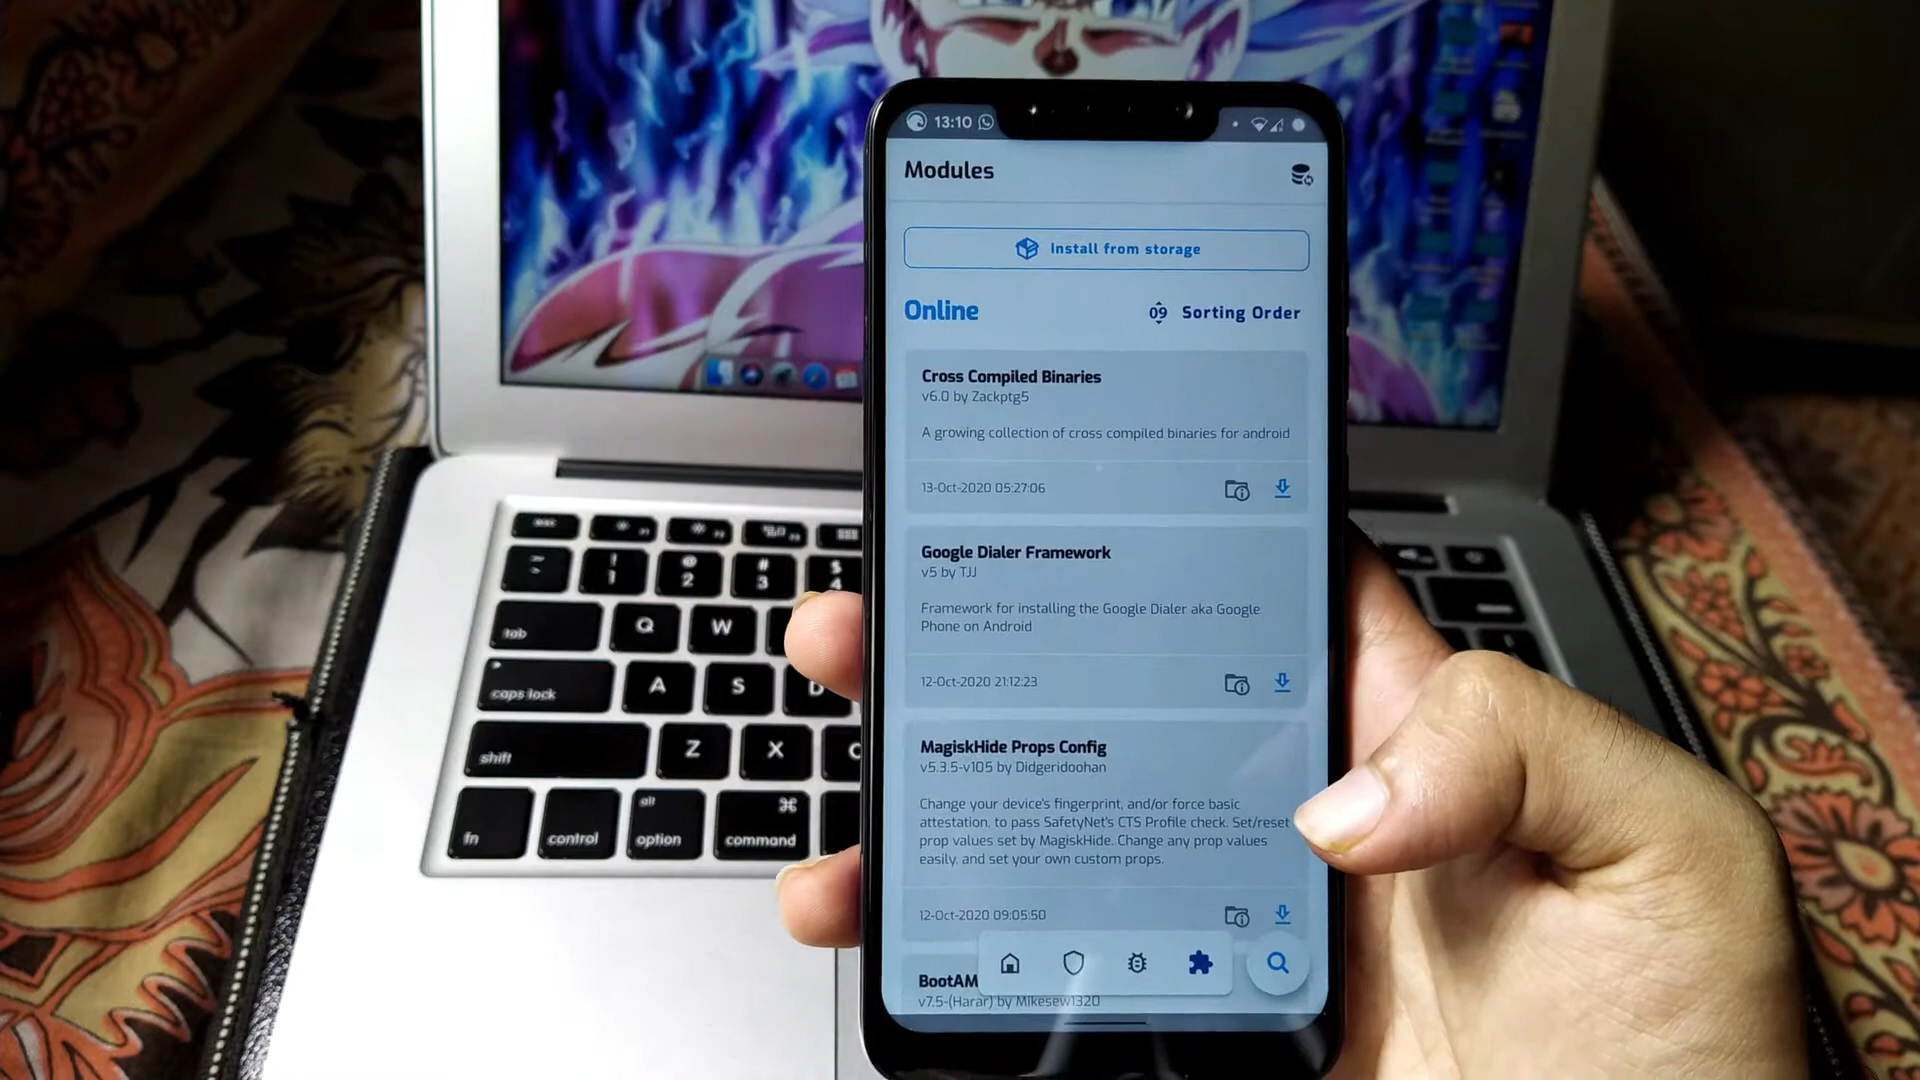 13:10
Modules
Install from storage
Online
09 Sorting Order
Cross Compiled Binaries
v6.0 by Zackptg5
A growing collection of cross compiled binaries for android
13-Oct-2020 05:27:06
Google Dialer Framework
v5 by TJJ
Framework for installing the Google Dialer aka Google
Phone on Android
12-Oct-2020 21:12:23
MagiskHide Props Config
v5.3.5-v105 by Didgeridoohan
Change your device's fingerprint, and/or force basic
attestation, to pass SafetyNet's CTS Profile check. Set/reset
prop values set by MagiskHide. Change any prop values
easily, and set your own custom props.
12-Oct-2020 09:05:50
BootAM
v7.5-(Harar) by Mikesew1320
esc
! 1
@ 2
# 3
$ 4
tab Q W
caps lock A S D
shift Z X C
alt ⌘
fn control option command